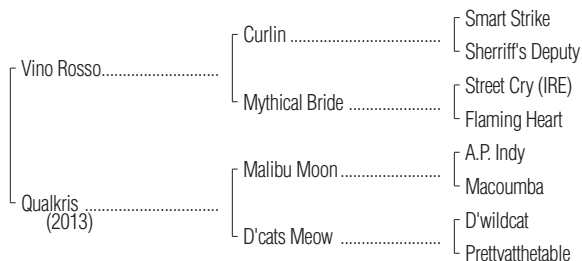 Smart Strike
Curlin ........................................
Sherriff's Deputy
Vino Rosso...............................
Street Cry (IRE)
Mythical Bride ........................
Flaming Heart
A.P. Indy
Malibu Moon ..........................
Macoumba
Qualkris ...................................
(2013)
D'wildcat
D'cats Meow ..........................
Prettyatthetable